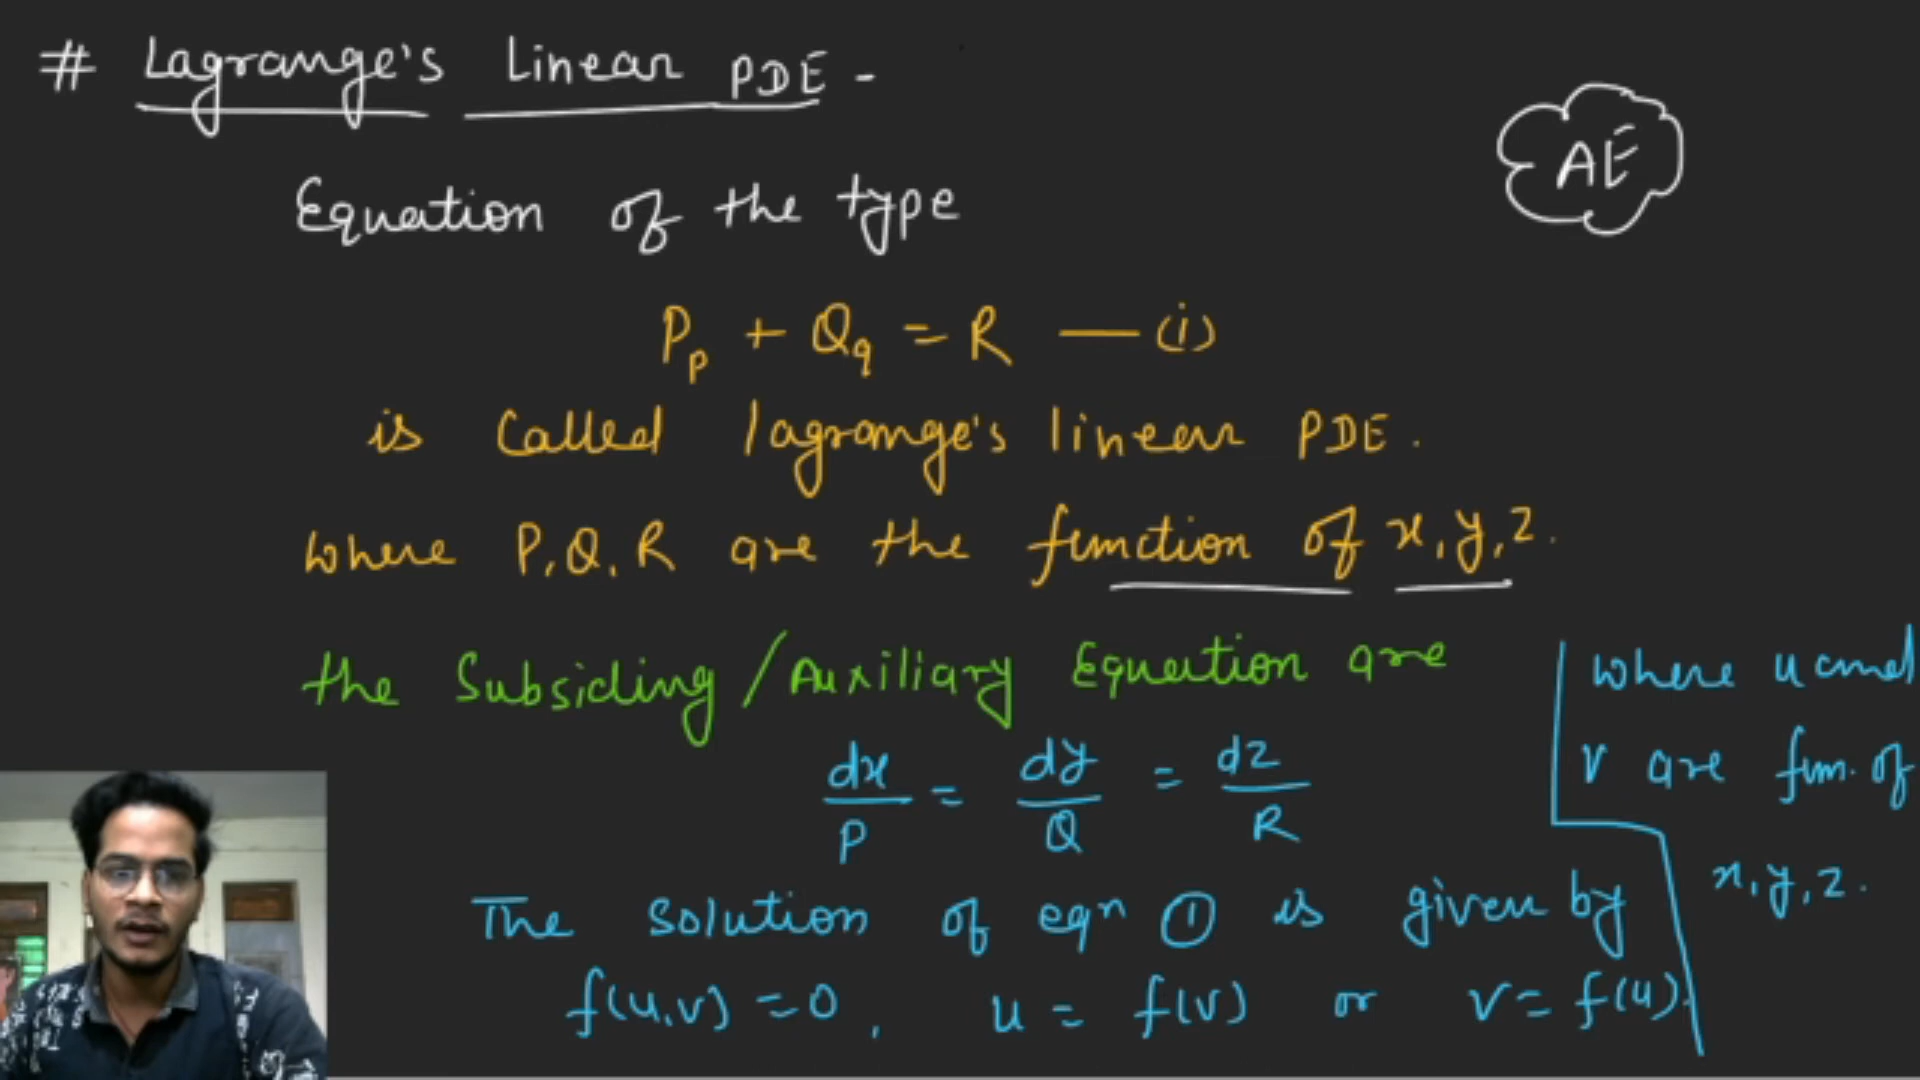 # Lagrange's Linear PDE -
AE
Equation of the type
Pp + Qq = R — (i)
is called lagrange's linear PDE.
where P, Q, R are the function of x, y, z.
the Subsiding / Auxiliary Equation are
dx/P = dy/Q = dz/R
The solution of eqn ① is given by
f(u,v) = 0, u = f(v) or v = f(u)
where u and
v are fun. of
x, y, z.